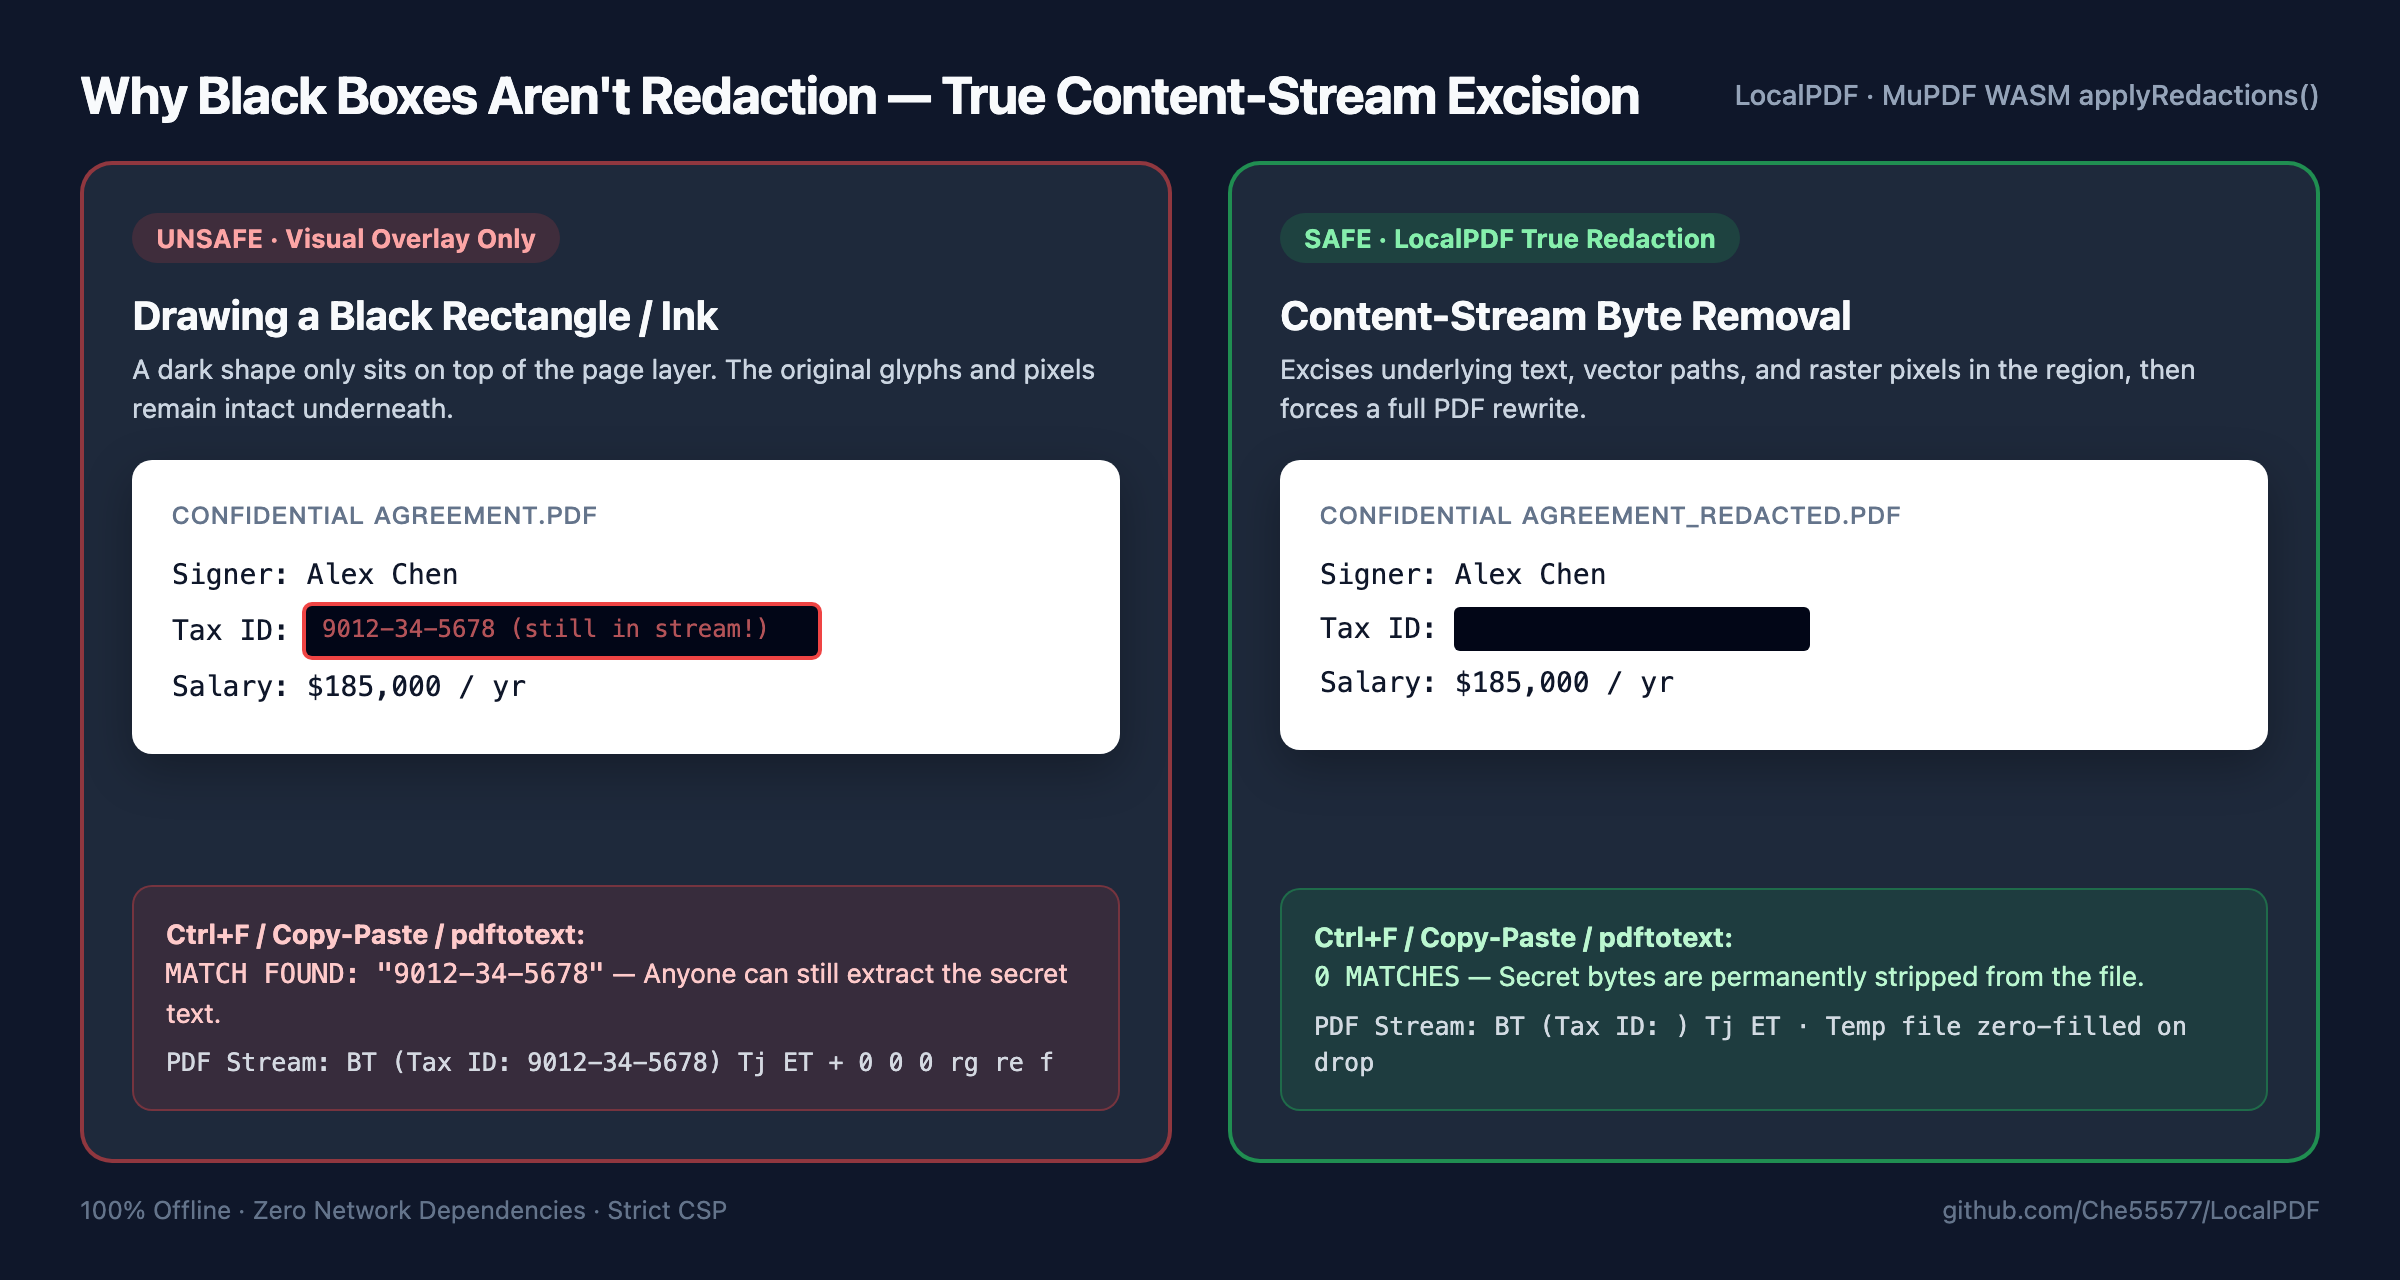 Why Black Boxes Aren't Redaction — True Content-Stream Excision
LocalPDF · MuPDF WASM applyRedactions()
UNSAFE · Visual Overlay Only
Drawing a Black Rectangle / Ink
A dark shape only sits on top of the page layer. The original glyphs and pixels
remain intact underneath.
CONFIDENTIAL AGREEMENT.PDF
Signer: Alex Chen
Tax ID: 9012-34-5678 (still in stream!)
Salary: $185,000 / yr
Ctrl+F / Copy-Paste / pdftotext:
MATCH FOUND: "9012-34-5678" — Anyone can still extract the secret
text.
PDF Stream: BT (Tax ID: 9012-34-5678) Tj ET + 0 0 0 rg re f
SAFE · LocalPDF True Redaction
Content-Stream Byte Removal
Excises underlying text, vector paths, and raster pixels in the region, then
forces a full PDF rewrite.
CONFIDENTIAL AGREEMENT_REDACTED.PDF
Signer: Alex Chen
Tax ID:
Salary: $185,000 / yr
Ctrl+F / Copy-Paste / pdftotext:
0 MATCHES — Secret bytes are permanently stripped from the file.
PDF Stream: BT (Tax ID: ) Tj ET · Temp file zero-filled on
drop
100% Offline · Zero Network Dependencies · Strict CSP
github.com/Che55577/LocalPDF